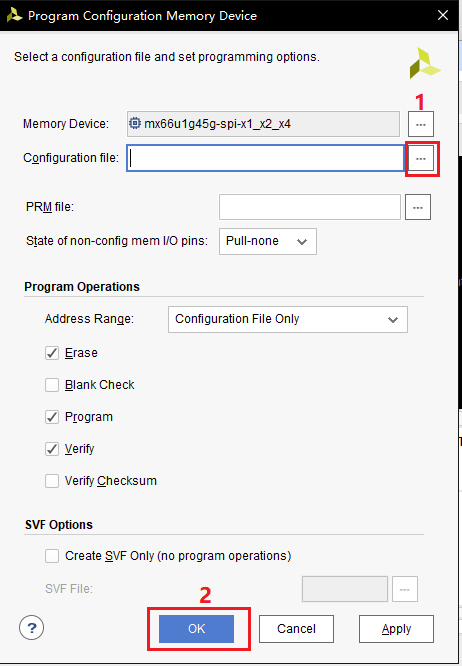 Program Configuration Memory Device
Select a configuration file and set programming options.
1
Memory Device: mx66u1g45g-spi-x1_x2_x4 ...
Configuration file: ...
PRM file: ...
State of non-config mem I/O pins: Pull-none
Program Operations
Address Range: Configuration File Only
Erase
Blank Check
Program
Verify
Verify Checksum
SVF Options
Create SVF Only (no program operations)
SVF File: ...
2
? OK Cancel Apply